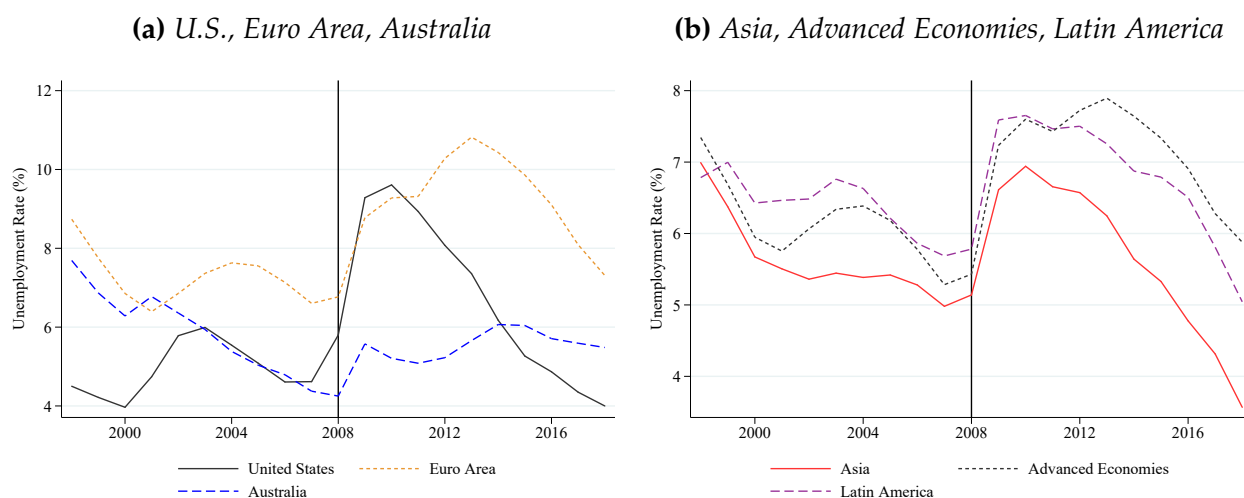 (a) U.S., Euro Area, Australia
Unemployment Rate (%)
12
10
8
6
4
2000 2004 2008 2012 2016
United States Euro Area
Australia
(b) Asia, Advanced Economies, Latin America
Unemployment Rate (%)
8
7
6
5
4
2000 2004 2008 2012 2016
Asia Advanced Economies
Latin America